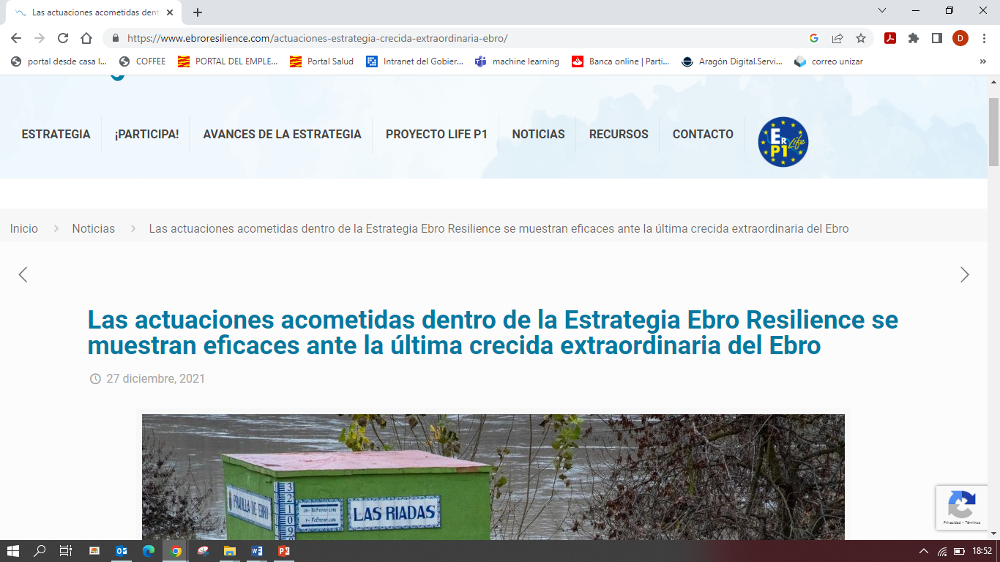 Las actuaciones acometidas dent
https://www.ebroresilience.com/actuaciones-estrategia-crecida-extraordinaria-ebro/
D
portal desde casa l...
COFFEE
PORTAL DEL EMPLE...
Portal Salud
Intranet del Gobier...
machine learning
Banca online | Parti...
Aragón Digital.Servi...
correo unizar
»
ESTRATEGIA
¡PARTICIPA!
AVANCES DE LA ESTRATEGIA
PROYECTO LIFE P1
NOTICIAS
RECURSOS
CONTACTO
ER Life
P1
Inicio > Noticias > Las actuaciones acometidas dentro de la Estrategia Ebro Resilience se muestran eficaces ante la última crecida extraordinaria del Ebro
Las actuaciones acometidas dentro de la Estrategia Ebro Resilience se
muestran eficaces ante la última crecida extraordinaria del Ebro
27 diciembre, 2021
PRADILLA DE EBRO
3
2
1
0
9
LAS RIADAS
Privacidad - Términos
18:52